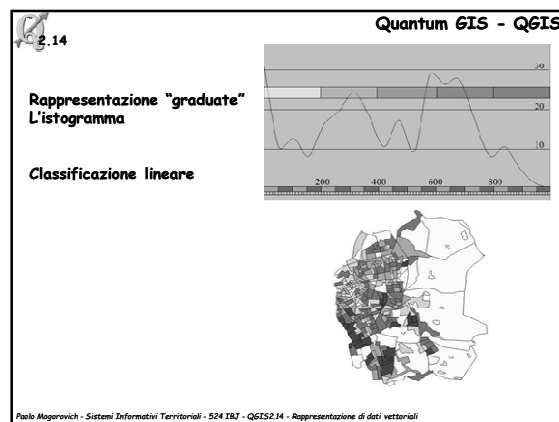 2.14
Quantum GIS - QGIS
Rappresentazione “graduate”
L’istogramma
Classificazione lineare
30
20
10
200
400
600
800
Paolo Mogorovich - Sistemi Informativi Territoriali - 524 IBJ - QGIS2.14 - Rappresentazione di dati vettoriali